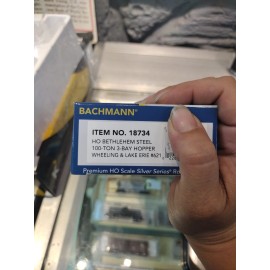 BACHMANN®
ITEM NO. 18734
HO BETHLEHEM STEEL
100-TON 3-BAY HOPPER
WHEELING & LAKE ERIE #621
Premium HO Scale Silver Series®